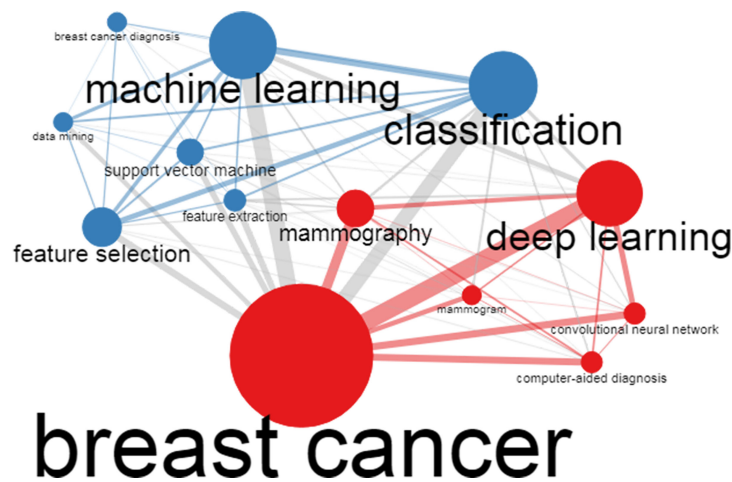 breast cancer diagnosis
machine learning
classification
data mining
support vector machine
feature extraction
mammography
deep learning
feature selection
mammogram
convolutional neural network
computer-aided diagnosis
breast cancer